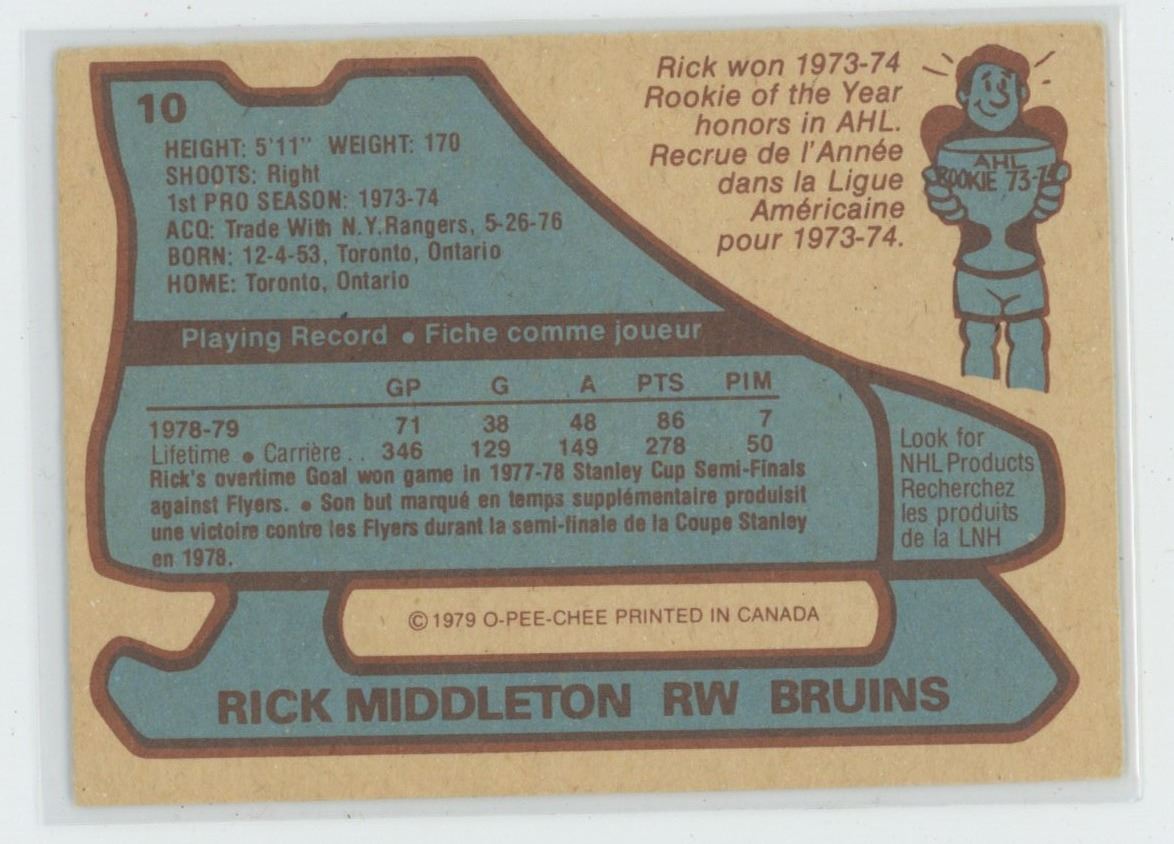 10
HEIGHT: 5'11" WEIGHT: 170
SHOOTS: Right
1st PRO SEASON: 1973-74
ACQ: Trade With N.Y.Rangers, 5-26-76
BORN: 12-4-53, Toronto, Ontario
HOME: Toronto, Ontario
Rick won 1973-74
Rookie of the Year
honors in AHL.
Recrue de l'Année
dans la Ligue
Américaine
pour 1973-74.
AHL
ROOKIE 73-74
Playing Record • Fiche comme joueur
GP G A PTS PIM
1978-79 71 38 48 86 7
Lifetime • Carrière.. 346 129 149 278 50
Rick's overtime Goal won game in 1977-78 Stanley Cup Semi-Finals
against Flyers. • Son but marqué en temps supplémentaire produisit
une victoire contre les Flyers durant la semi-finale de la Coupe Stanley
en 1978.
Look for
NHL Products
Recherchez
les produits
de la LNH
© 1979 O-PEE-CHEE PRINTED IN CANADA
RICK MIDDLETON RW BRUINS